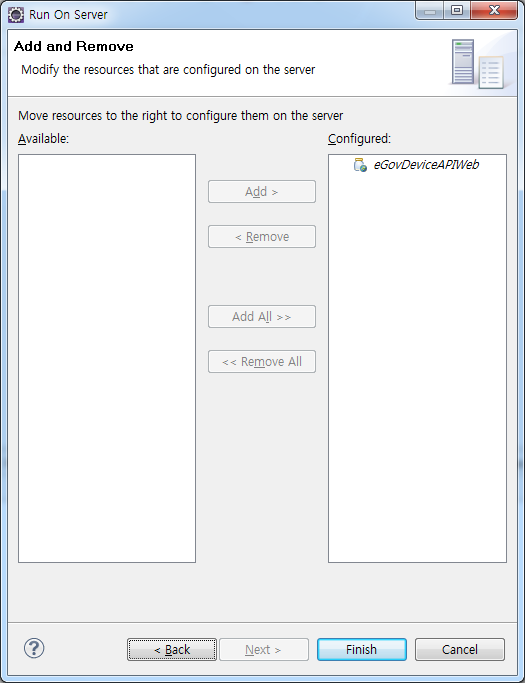 Run On Server
Add and Remove
Modify the resources that are configured on the server
Move resources to the right to configure them on the server
Available:
Configured:
eGovDeviceAPIWeb
Add >
< Remove
Add All >>
<< Remove All
?
< Back
Next >
Finish
Cancel